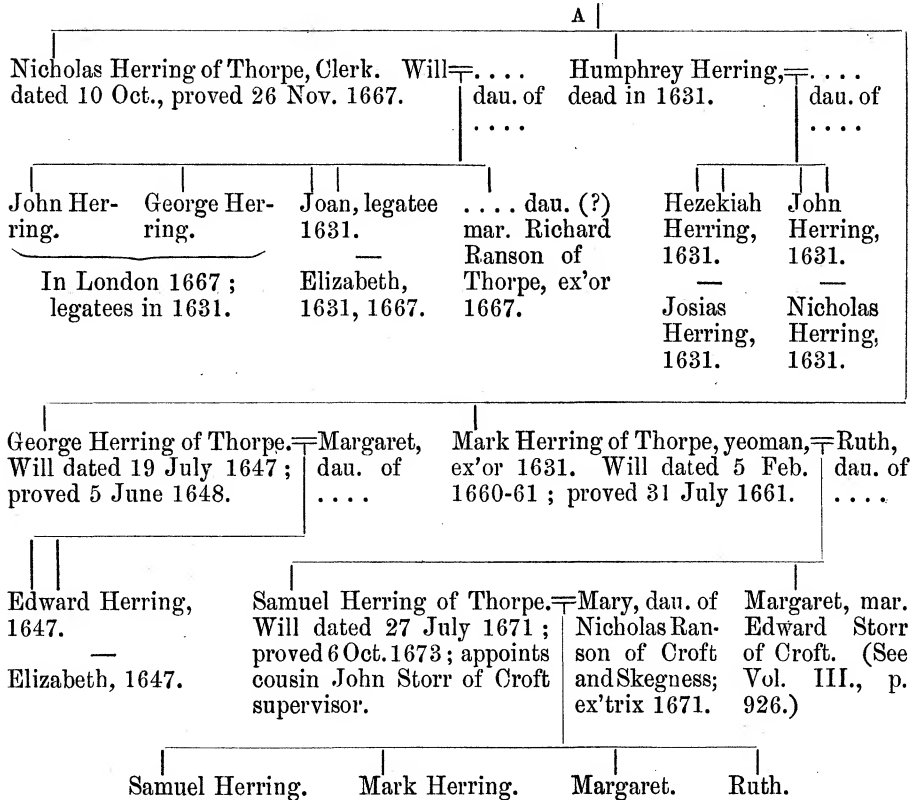 A
Nicholas Herring of Thorpe, Clerk. Will
dated 10 Oct., proved 26 Nov. 1667.
. . . .
dau. of
. . . .
Humphrey Herring,
dead in 1631.
. . . .
dau. of
. . . .
John Her-
ring.
George Her-
ring.
In London 1667 ;
legatees in 1631.
Joan, legatee
1631.
—
Elizabeth,
1631, 1667.
. . . . dau. (?)
mar. Richard
Ranson of
Thorpe, ex'or
1667.
Hezekiah
Herring,
1631.
—
Josias
Herring,
1631.
John
Herring,
1631.
—
Nicholas
Herring,
1631.
George Herring of Thorpe.
Will dated 19 July 1647 ;
proved 5 June 1648.
Margaret,
dau. of
. . . .
Mark Herring of Thorpe, yeoman,
ex'or 1631. Will dated 5 Feb.
1660-61 ; proved 31 July 1661.
Ruth,
dau. of
. . . .
Edward Herring,
1647.
—
Elizabeth, 1647.
Samuel Herring of Thorpe.
Will dated 27 July 1671 ;
proved 6 Oct. 1673 ; appoints
cousin John Storr of Croft
supervisor.
Mary, dau. of
Nicholas Ran-
son of Croft
and Skegness;
ex'trix 1671.
Margaret, mar.
Edward Storr
of Croft. (See
Vol. III., p.
926.)
Samuel Herring.
Mark Herring.
Margaret.
Ruth.